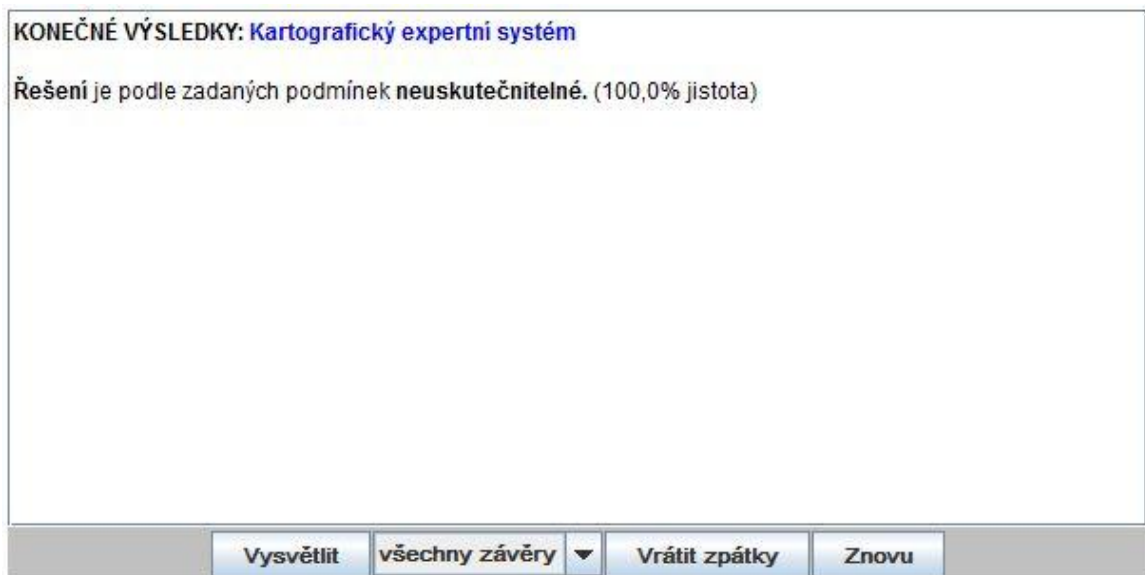 KONEČNÉ VÝSLEDKY: Kartografický expertní systém
Řešení je podle zadaných podmínek neuskutečnitelné. (100,0% jistota)
Vysvětlit všechny závěry Vrátit zpátky Znovu